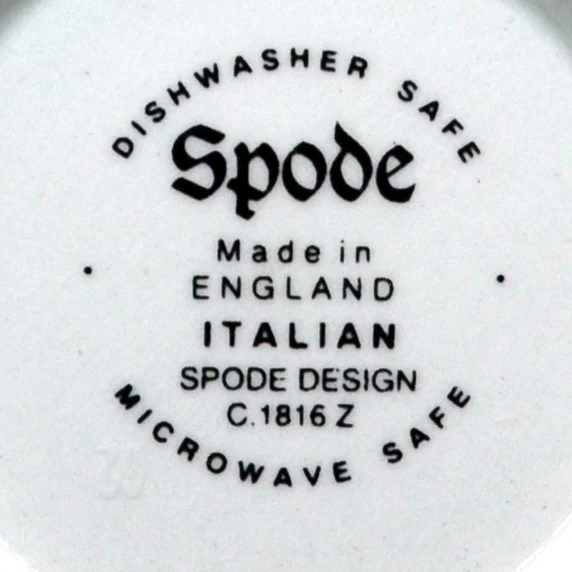 DISHWASHER SAFE
Spode
Made in
ENGLAND
ITALIAN
SPODE DESIGN
C.1816 Z
MICROWAVE SAFE